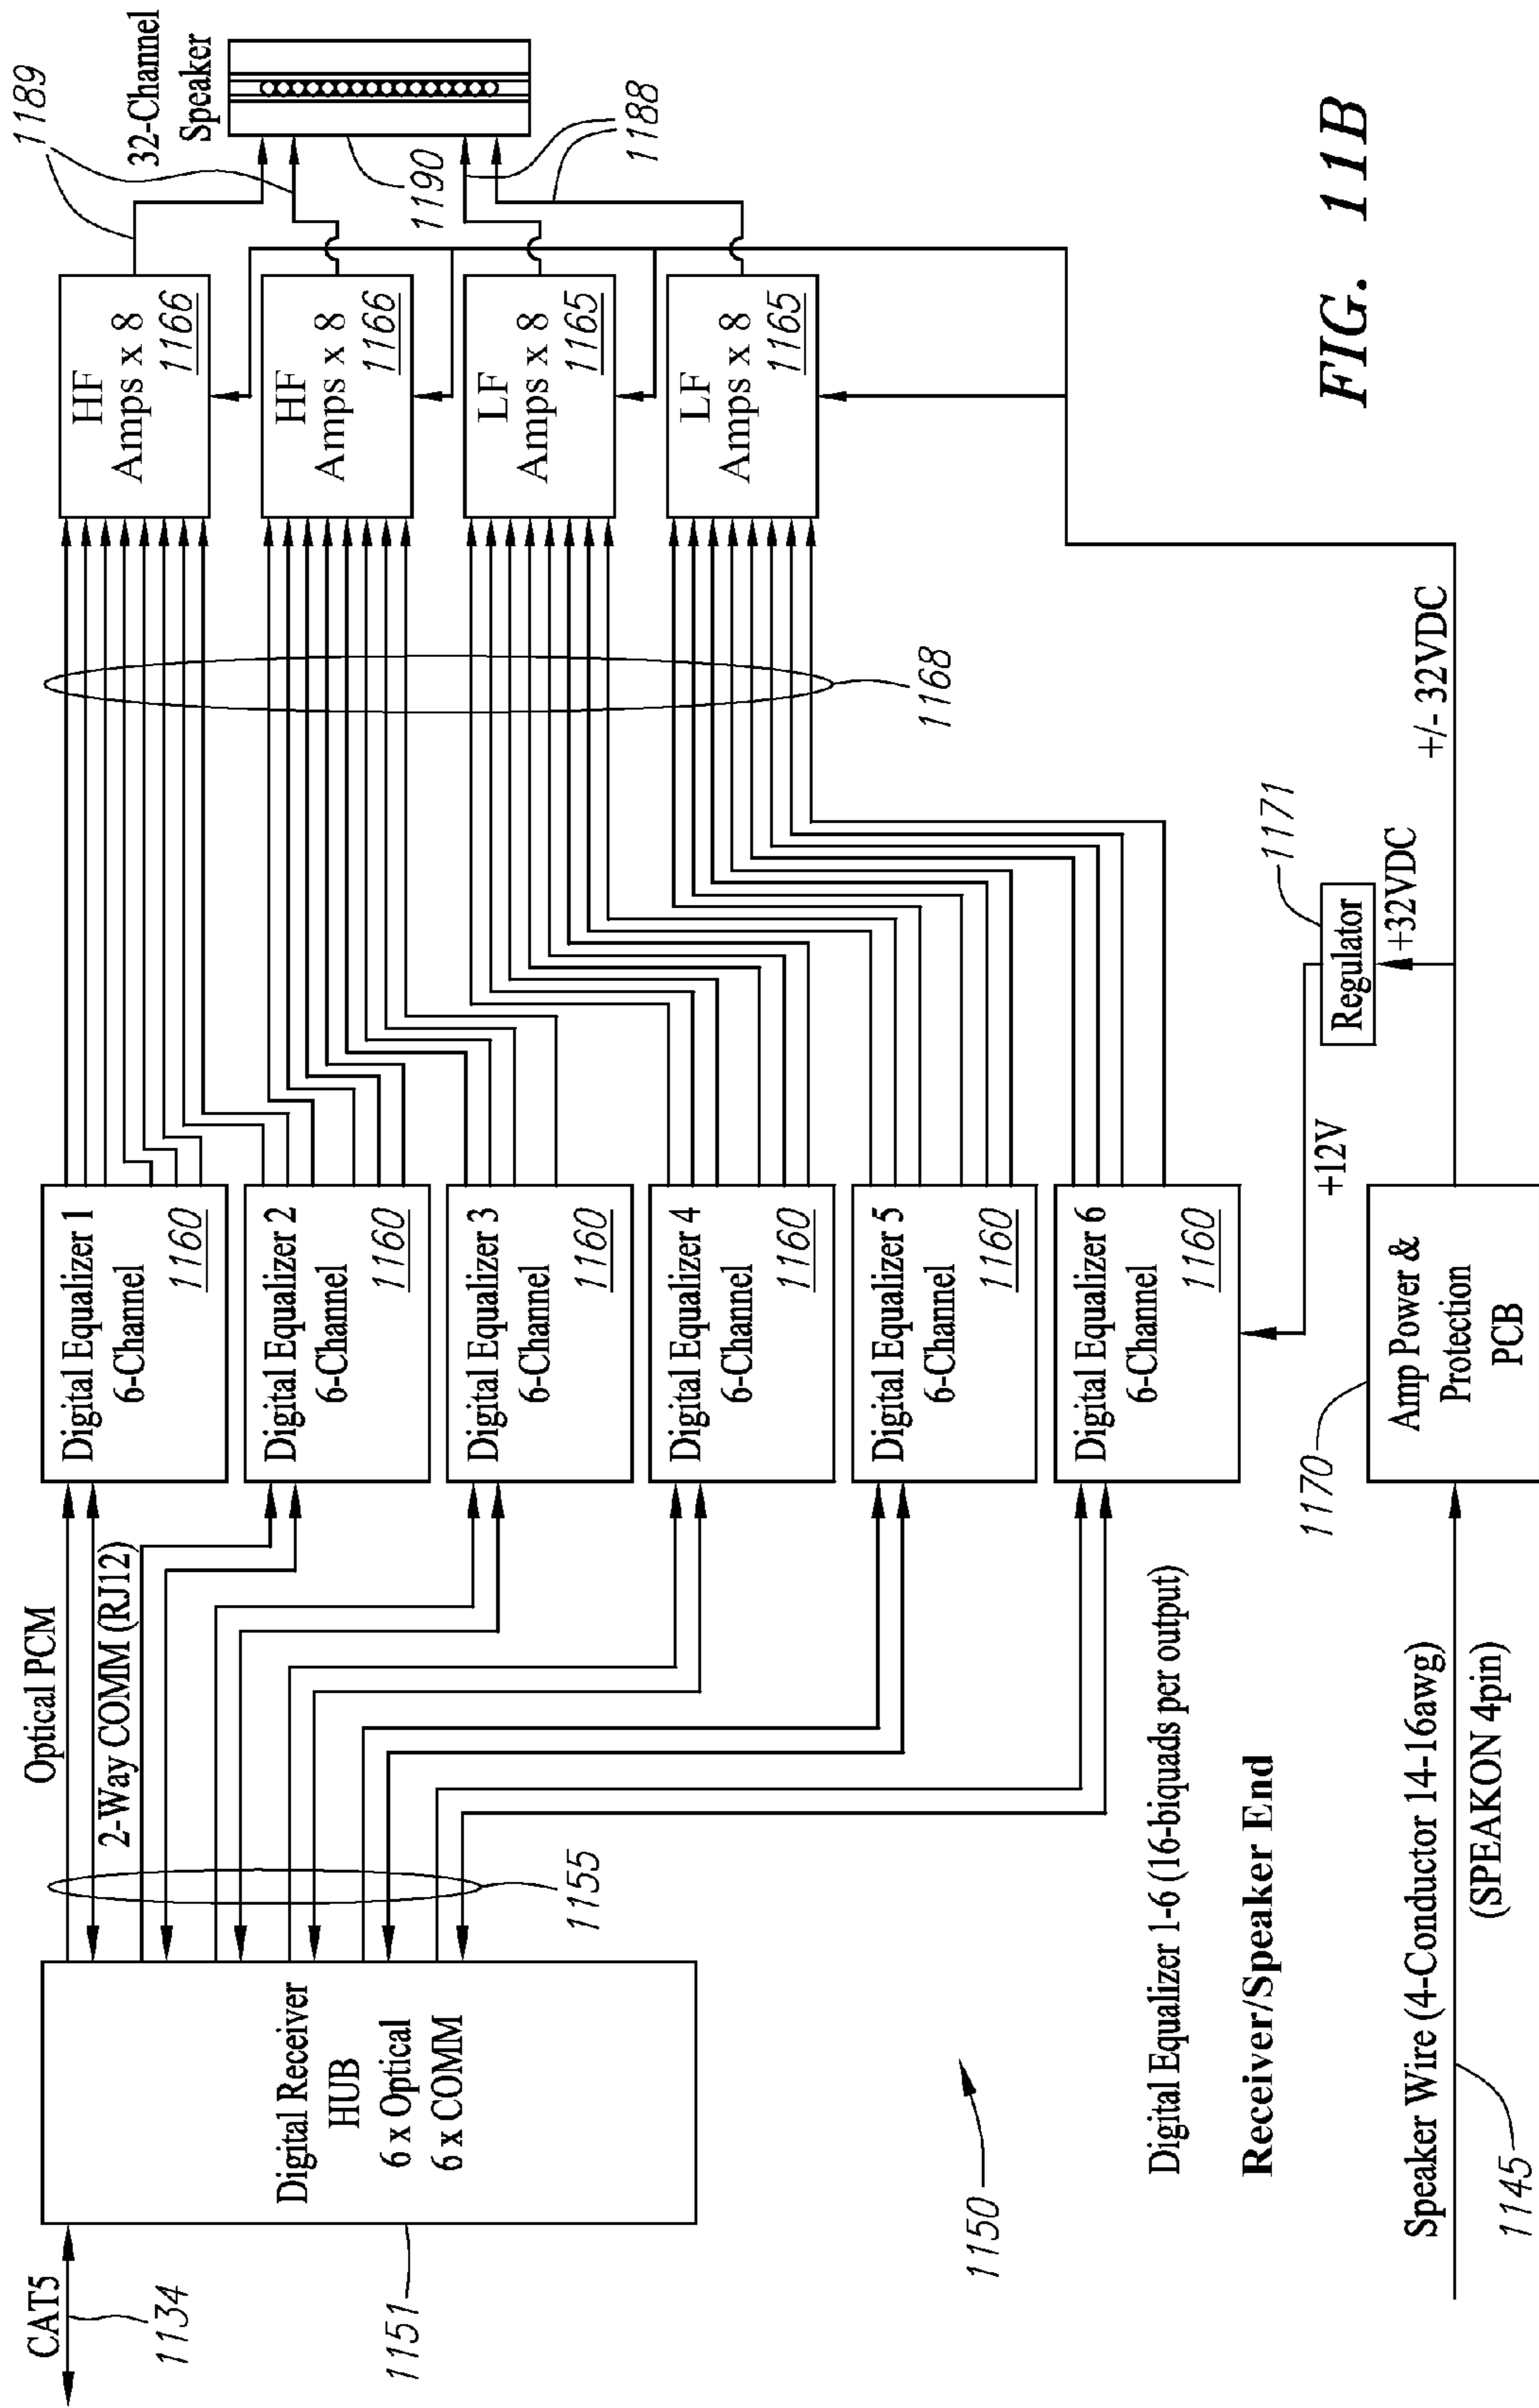 CAT5
1134
Digital Receiver
HUB
6 x Optical
6 x COMM
1151
Optical PCM
2-Way COMM (RJ12)
1155
Digital Equalizer 1
6-Channel
1160
Digital Equalizer 2
6-Channel
1160
Digital Equalizer 3
6-Channel
1160
Digital Equalizer 4
6-Channel
1160
Digital Equalizer 5
6-Channel
1160
Digital Equalizer 6
6-Channel
1160
1168
HF
Amps x 8
1166
HF
Amps x 8
1166
LF
Amps x 8
1165
LF
Amps x 8
1165
1189
32-Channel
Speaker
1190
1188
1150
Digital Equalizer 1-6 (16-biquads per output)
Receiver/Speaker End
Speaker Wire (4-Conductor 14-16awg)
(SPEAKON 4pin)
1145
1170
Amp Power &
Protection
PCB
+12V
Regulator
1171
+32VDC
+/- 32VDC
FIG. 11B